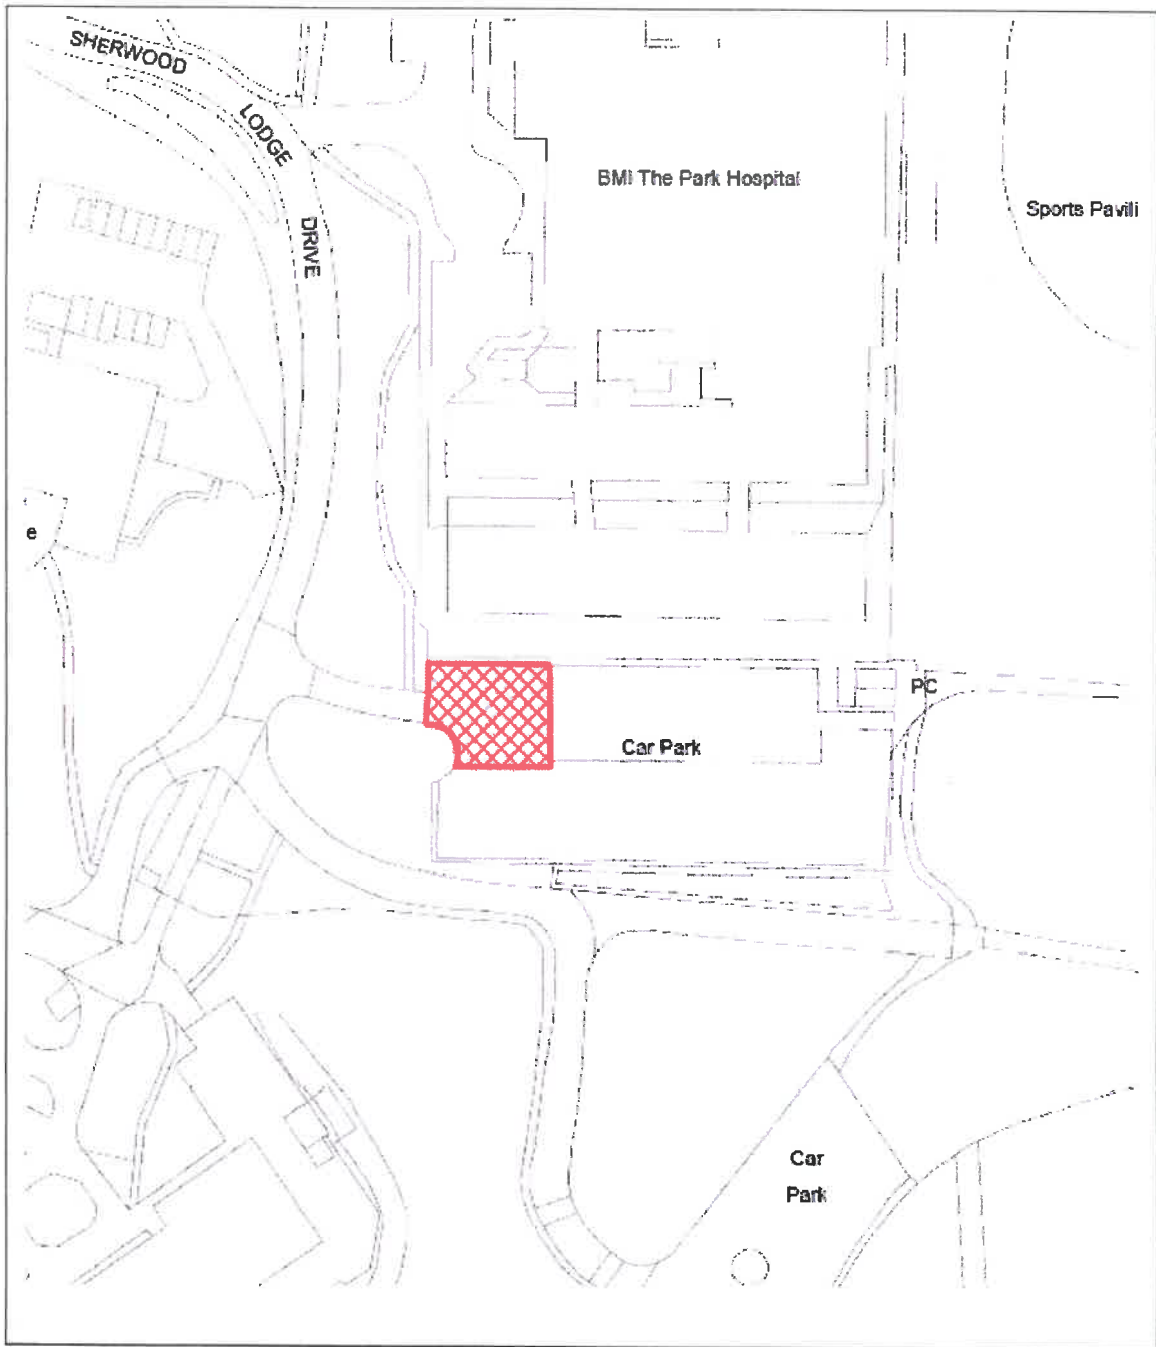 SHERWOOD
LODGE
DRIVE
BMI The Park Hospital
Sports Pavili
e
PC
Car Park
Car
Park